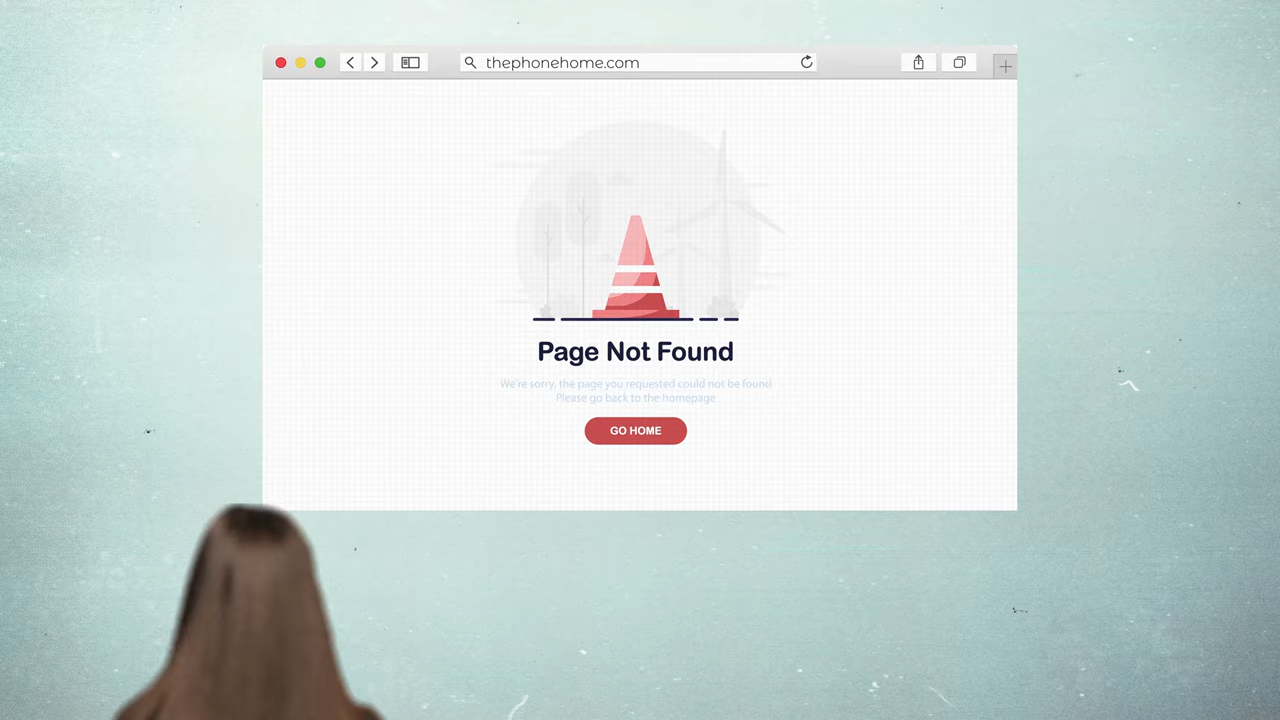 thephonehome.com
Page Not Found
We're sorry, the page you requested could not be found
Please go back to the homepage
GO HOME